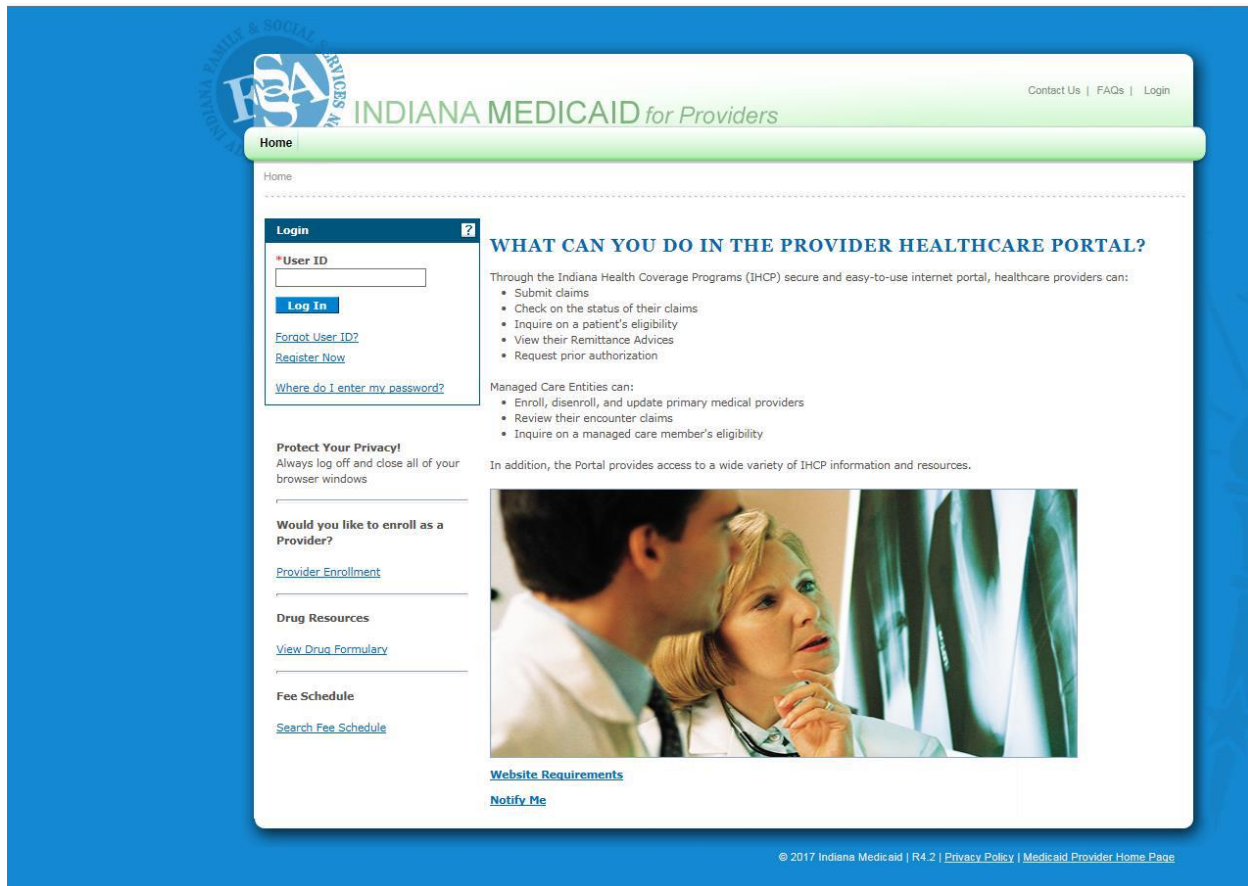 INDIANA FAMILY & SOCIAL SERVICES
FSSA
INDIANA MEDICAID for Providers
Contact Us | FAQs | Login
Home
Home
Login ?
*User ID
Log In
Forgot User ID?
Register Now
Where do I enter my password?
Protect Your Privacy!
Always log off and close all of your
browser windows
Would you like to enroll as a
Provider?
Provider Enrollment
Drug Resources
View Drug Formulary
Fee Schedule
Search Fee Schedule
WHAT CAN YOU DO IN THE PROVIDER HEALTHCARE PORTAL?
Through the Indiana Health Coverage Programs (IHCP) secure and easy-to-use internet portal, healthcare providers can:
• Submit claims
• Check on the status of their claims
• Inquire on a patient's eligibility
• View their Remittance Advices
• Request prior authorization
Managed Care Entities can:
• Enroll, disenroll, and update primary medical providers
• Review their encounter claims
• Inquire on a managed care member's eligibility
In addition, the Portal provides access to a wide variety of IHCP information and resources.
Website Requirements
Notify Me
© 2017 Indiana Medicaid | R4.2 | Privacy Policy | Medicaid Provider Home Page